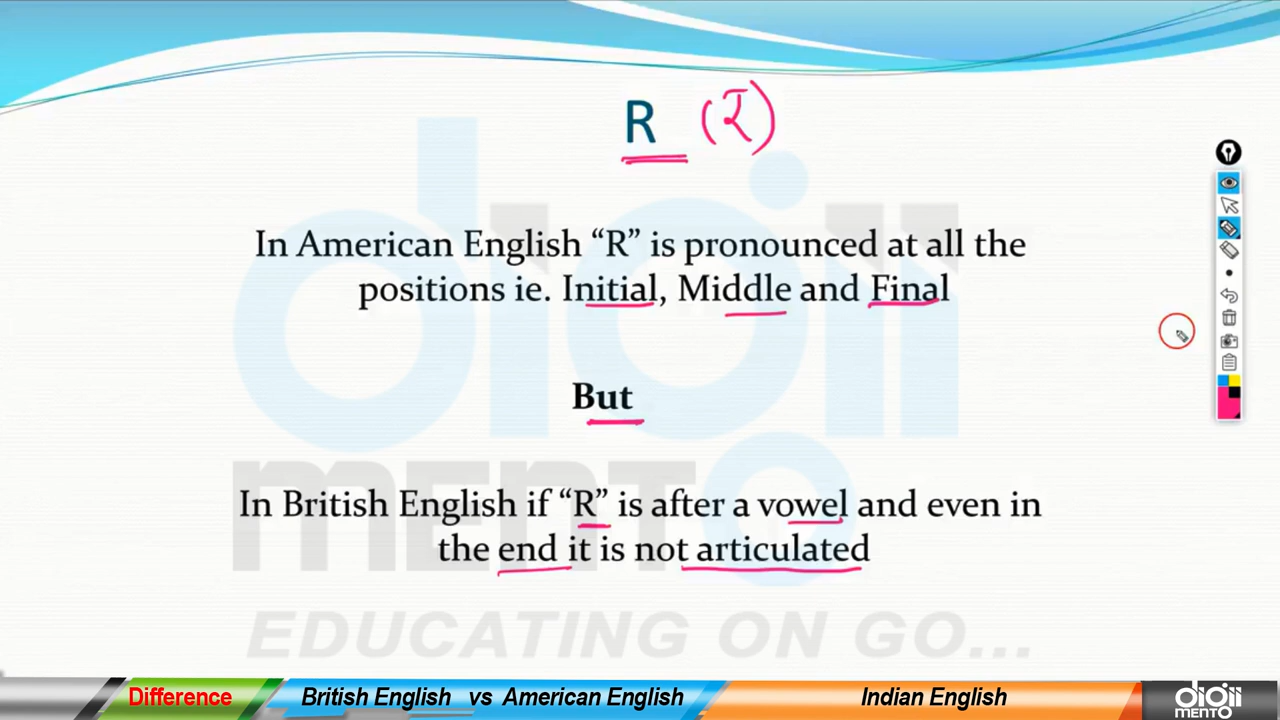 R (र)
In American English “R” is pronounced at all the
positions ie. Initial, Middle and Final
But
In British English if “R” is after a vowel and even in
the end it is not articulated
digii
MENTO
EDUCATING ON GO...
Difference British English vs American English Indian English
digii
MENTO